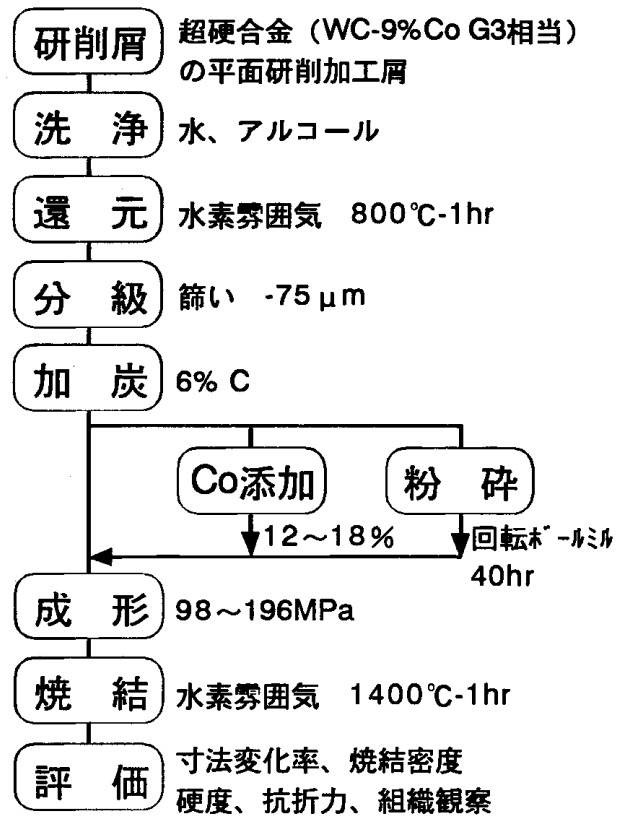 研削屑
超硬合金（WC-9%Co G3相当）
の平面研削加工屑
洗 浄
水、アルコール
還 元
水素雰囲気 800℃-1hr
分 級
篩い -75μm
加 炭
6% C
Co添加
粉 砕
12～18%
回転ﾎﾞｰﾙﾐﾙ
40hr
成 形
98～196MPa
焼 結
水素雰囲気 1400℃-1hr
評 価
寸法変化率、焼結密度
硬度、抗折力、組織観察